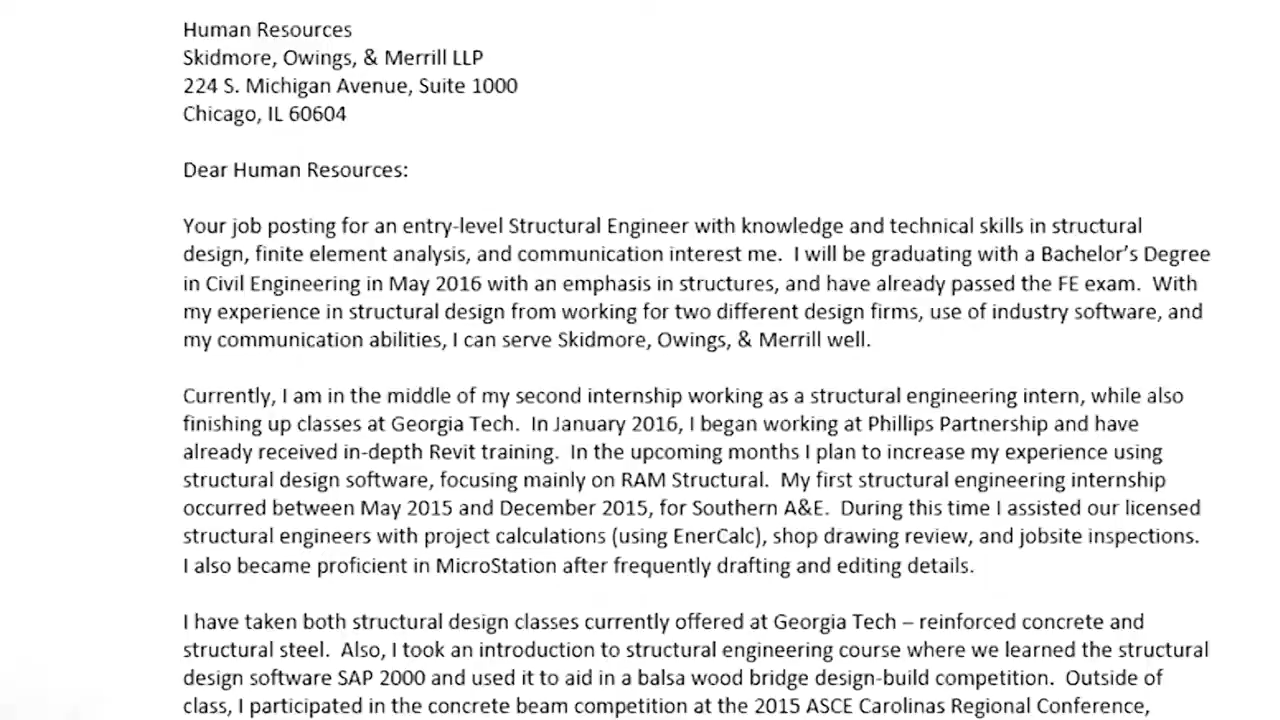 Human Resources
Skidmore, Owings, & Merrill LLP
224 S. Michigan Avenue, Suite 1000
Chicago, IL 60604
Dear Human Resources:
Your job posting for an entry-level Structural Engineer with knowledge and technical skills in structural
design, finite element analysis, and communication interest me.  I will be graduating with a Bachelor’s Degree
in Civil Engineering in May 2016 with an emphasis in structures, and have already passed the FE exam.  With
my experience in structural design from working for two different design firms, use of industry software, and
my communication abilities, I can serve Skidmore, Owings, & Merrill well.
Currently, I am in the middle of my second internship working as a structural engineering intern, while also
finishing up classes at Georgia Tech.  In January 2016, I began working at Phillips Partnership and have
already received in-depth Revit training.  In the upcoming months I plan to increase my experience using
structural design software, focusing mainly on RAM Structural.  My first structural engineering internship
occurred between May 2015 and December 2015, for Southern A&E.  During this time I assisted our licensed
structural engineers with project calculations (using EnerCalc), shop drawing review, and jobsite inspections.
I also became proficient in MicroStation after frequently drafting and editing details.
I have taken both structural design classes currently offered at Georgia Tech – reinforced concrete and
structural steel.  Also, I took an introduction to structural engineering course where we learned the structural
design software SAP 2000 and used it to aid in a balsa wood bridge design-build competition.  Outside of
class, I participated in the concrete beam competition at the 2015 ASCE Carolinas Regional Conference,